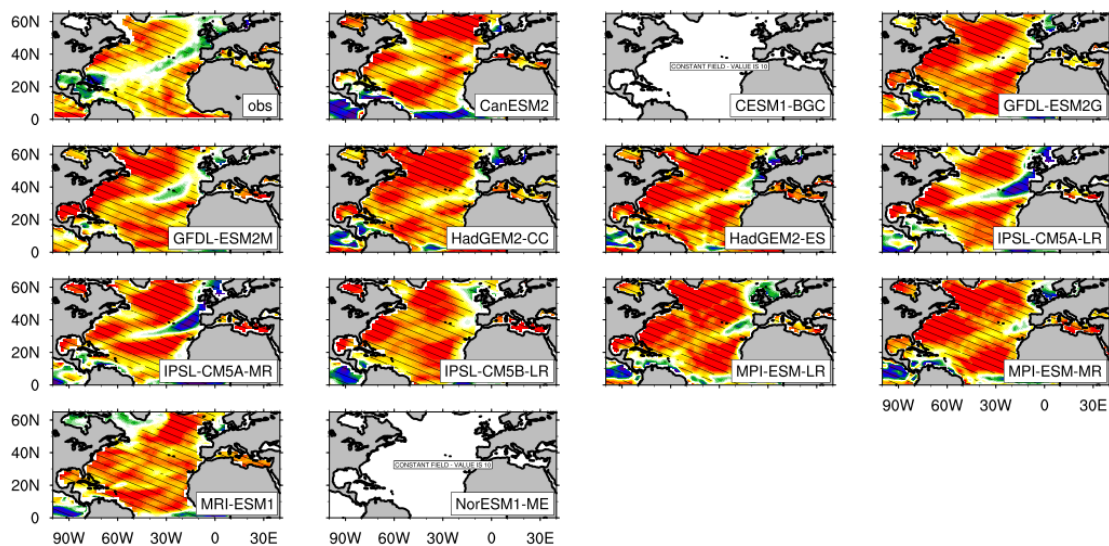 60N
40N
20N
0
obs
CanESM2
CONSTANT FIELD - VALUE IS 10
CESM1-BGC
GFDL-ESM2G
60N
40N
20N
0
GFDL-ESM2M
HadGEM2-CC
HadGEM2-ES
IPSL-CM5A-LR
60N
40N
20N
0
IPSL-CM5A-MR
IPSL-CM5B-LR
MPI-ESM-LR
MPI-ESM-MR
90W 60W 30W 0 30E
60N
40N
20N
0
MRI-ESM1
CONSTANT FIELD - VALUE IS 10
NorESM1-ME
90W 60W 30W 0 30E
90W 60W 30W 0 30E